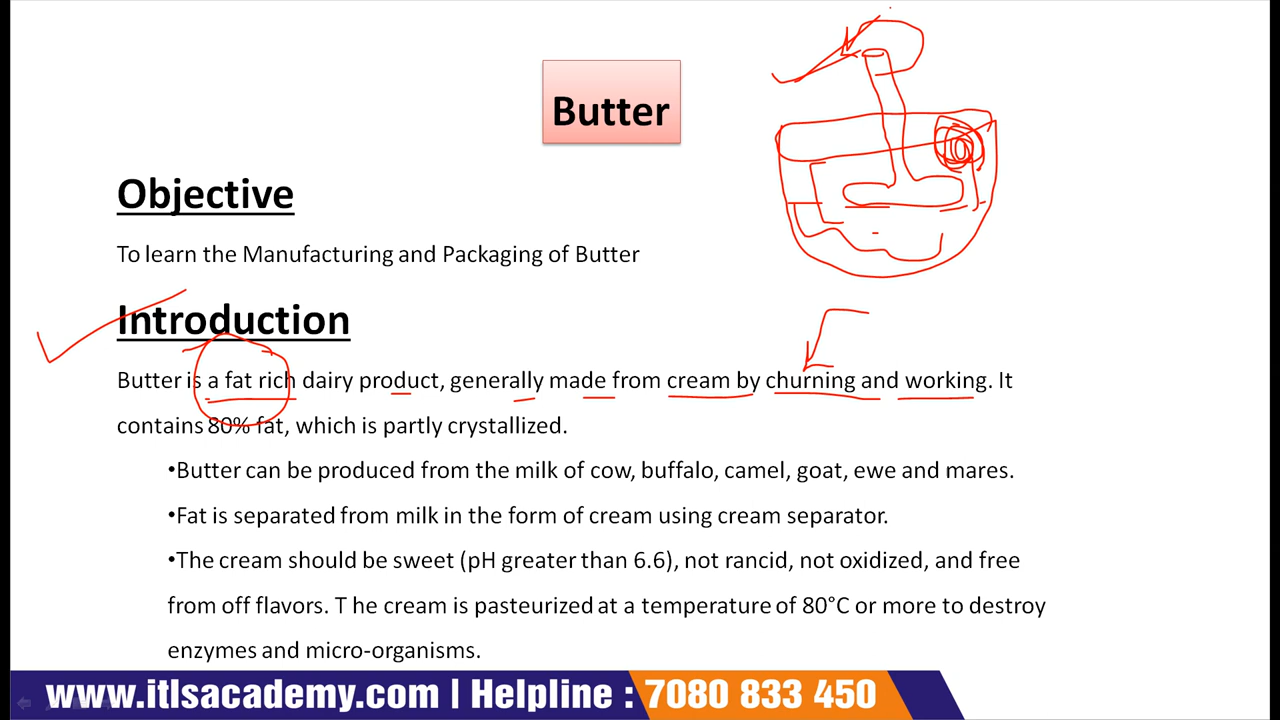 Butter
Objective
To learn the Manufacturing and Packaging of Butter
Introduction
Butter is a fat rich dairy product, generally made from cream by churning and working. It
contains 80% fat, which is partly crystallized.
•Butter can be produced from the milk of cow, buffalo, camel, goat, ewe and mares.
•Fat is separated from milk in the form of cream using cream separator.
•The cream should be sweet (pH greater than 6.6), not rancid, not oxidized, and free
from off flavors. T he cream is pasteurized at a temperature of 80°C or more to destroy
enzymes and micro-organisms.
www.itlsacademy.com | Helpline : 7080 833 450